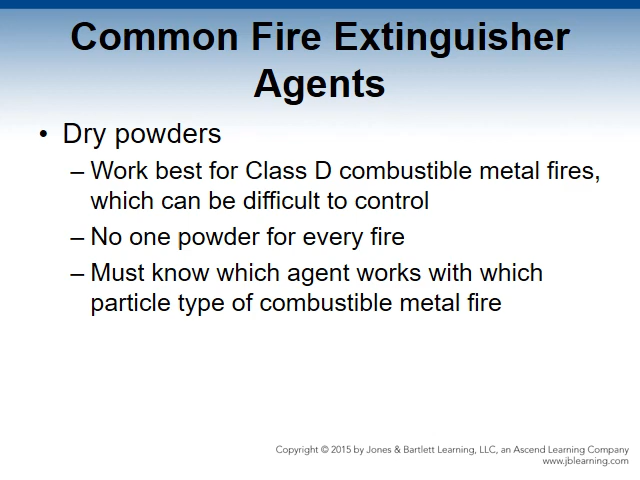 Common Fire Extinguisher
Agents
• Dry powders
– Work best for Class D combustible metal fires,
which can be difficult to control
– No one powder for every fire
– Must know which agent works with which
particle type of combustible metal fire
Copyright © 2015 by Jones & Bartlett Learning, LLC, an Ascend Learning Company
www.jblearning.com